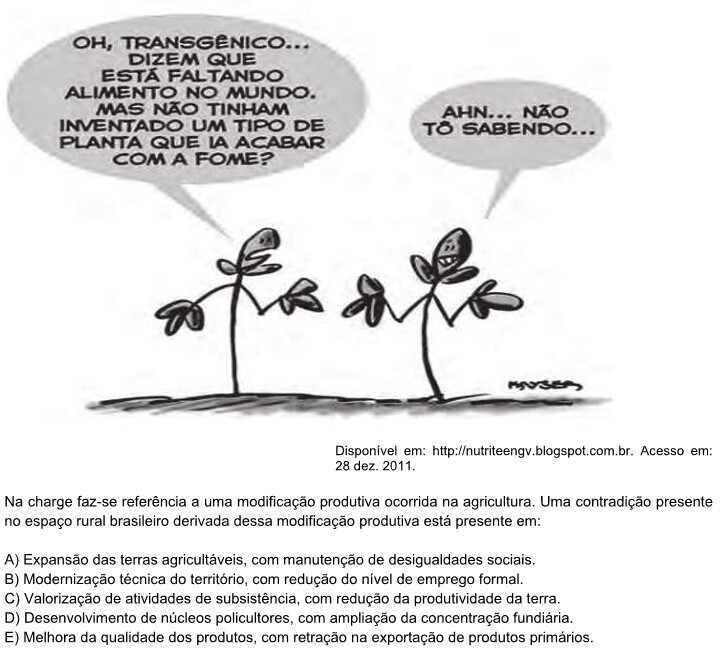 OH, TRANSGÊNICO...
DIZEM QUE
ESTÁ FALTANDO
ALIMENTO NO MUNDO.
MAS NÃO TINHAM
INVENTADO UM TIPO DE
PLANTA QUE IA ACABAR
COM A FOME?
AHN... NÃO
TÔ SABENDO...
KAYSER
Disponível em: http://nutriteengv.blogspot.com.br. Acesso em:
28 dez. 2011.
Na charge faz-se referência a uma modificação produtiva ocorrida na agricultura. Uma contradição presente
no espaço rural brasileiro derivada dessa modificação produtiva está presente em:
A) Expansão das terras agricultáveis, com manutenção de desigualdades sociais.
B) Modernização técnica do território, com redução do nível de emprego formal.
C) Valorização de atividades de subsistência, com redução da produtividade da terra.
D) Desenvolvimento de núcleos policultores, com ampliação da concentração fundiária.
E) Melhora da qualidade dos produtos, com retração na exportação de produtos primários.